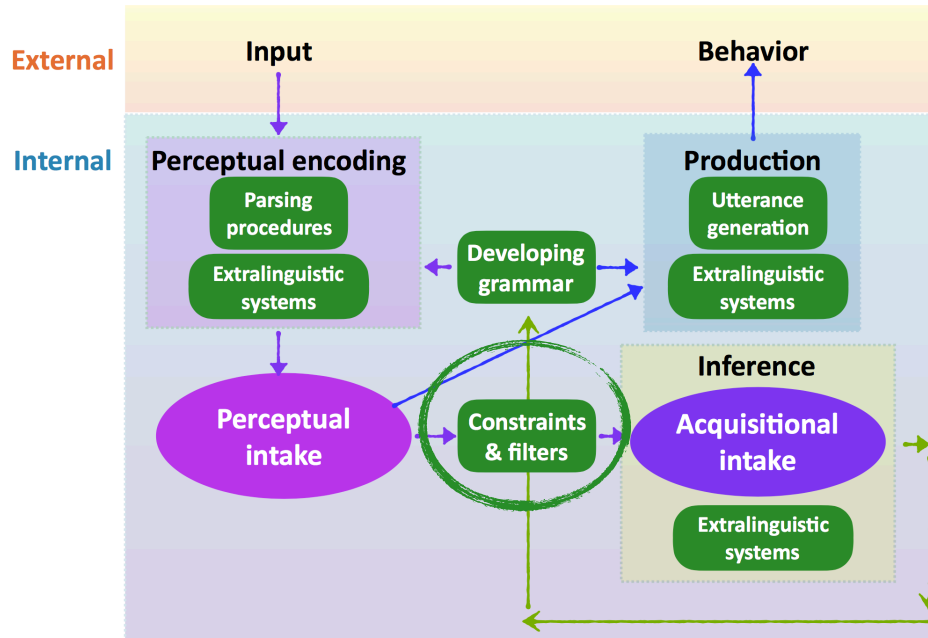 External
Input
Behavior
Internal
Perceptual encoding
Parsing
procedures
Extralinguistic
systems
Developing
grammar
Production
Utterance
generation
Extralinguistic
systems
Perceptual
intake
Constraints
& filters
Inference
Acquisitional
intake
Extralinguistic
systems